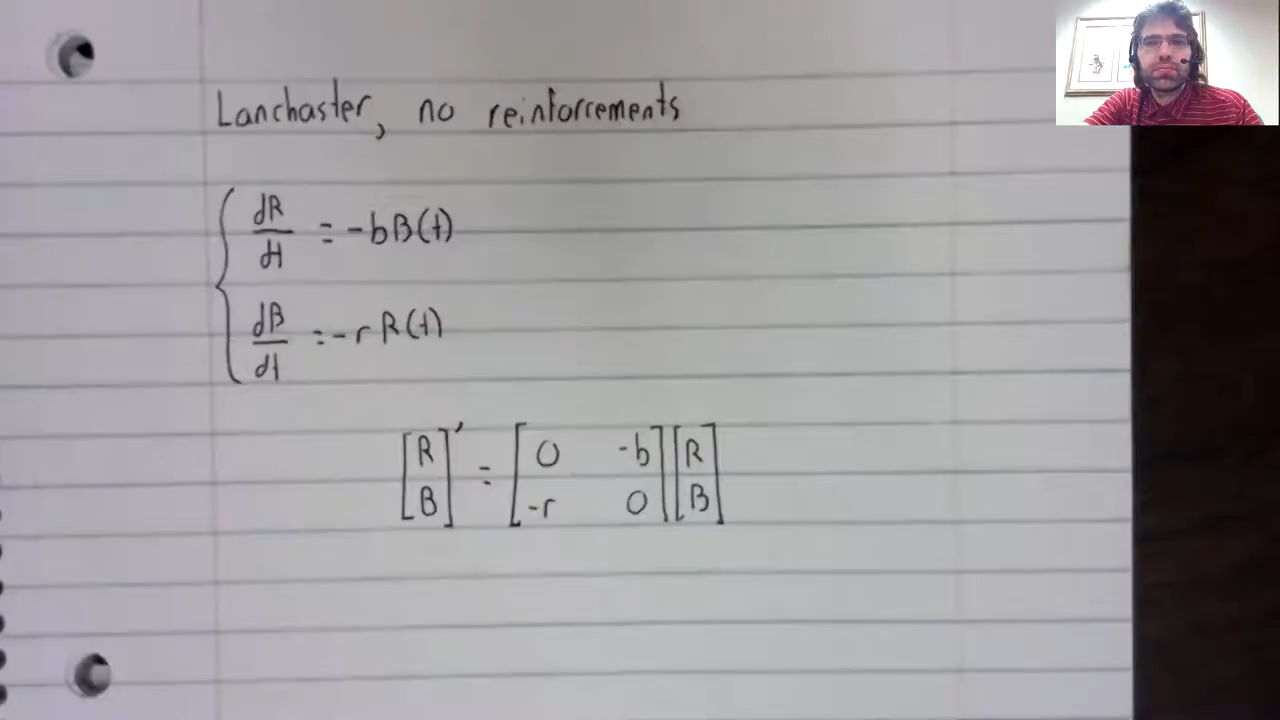 Lanchaster, no reinforcements
dR/dt = -bB(t)
dB/dt = -rR(t)
[R B]' = [0 -b -r 0][R B]